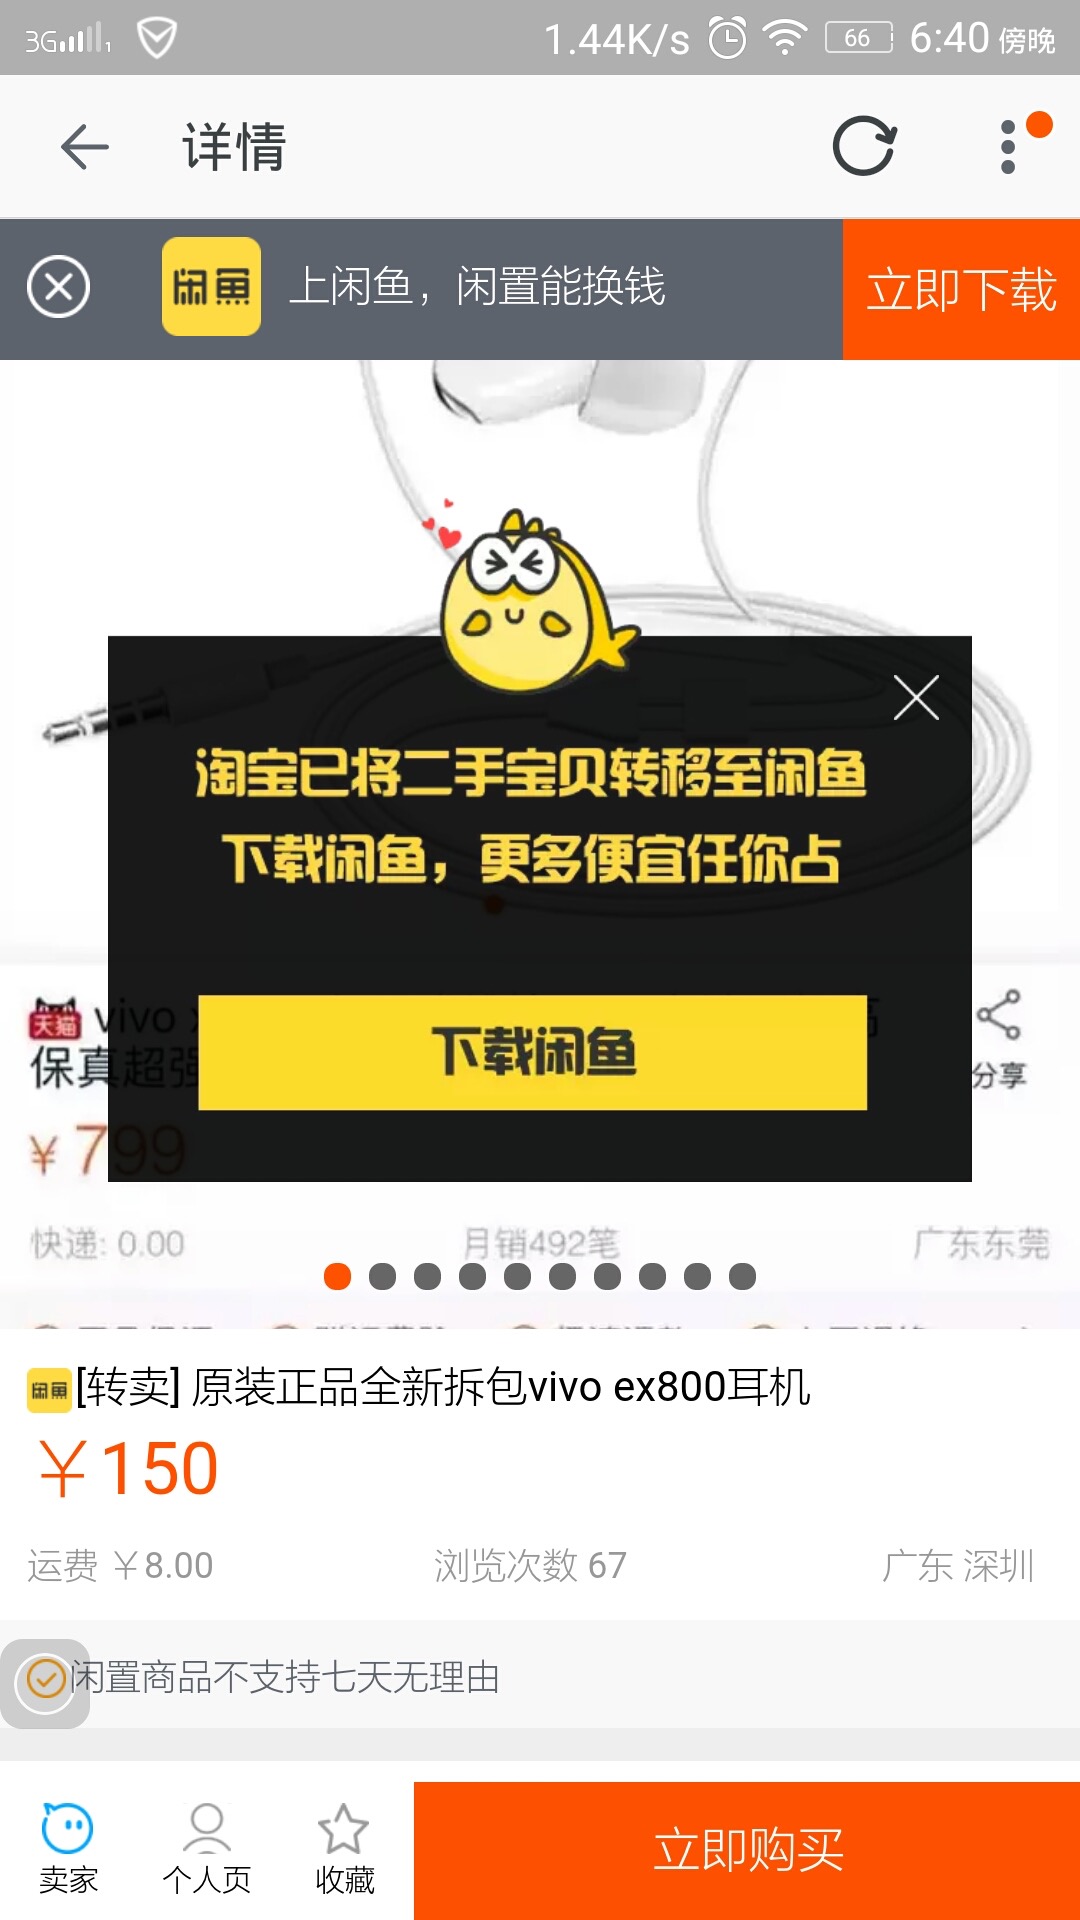 3G 1 1.44K/s 66 6:40 傍晚
详情
闲鱼 上闲鱼，闲置能换钱 立即下载
淘宝已将二手宝贝转移至闲鱼
下载闲鱼，更多便宜任你占
下载闲鱼
天猫 vivo 高
保真超强
分享
¥ 799
快递: 0.00 月销492笔 广东东莞
闲鱼 [转卖] 原装正品全新拆包vivo ex800耳机
￥150
运费 ￥8.00 浏览次数 67 广东 深圳
闲置商品不支持七天无理由
卖家 个人页 收藏 立即购买